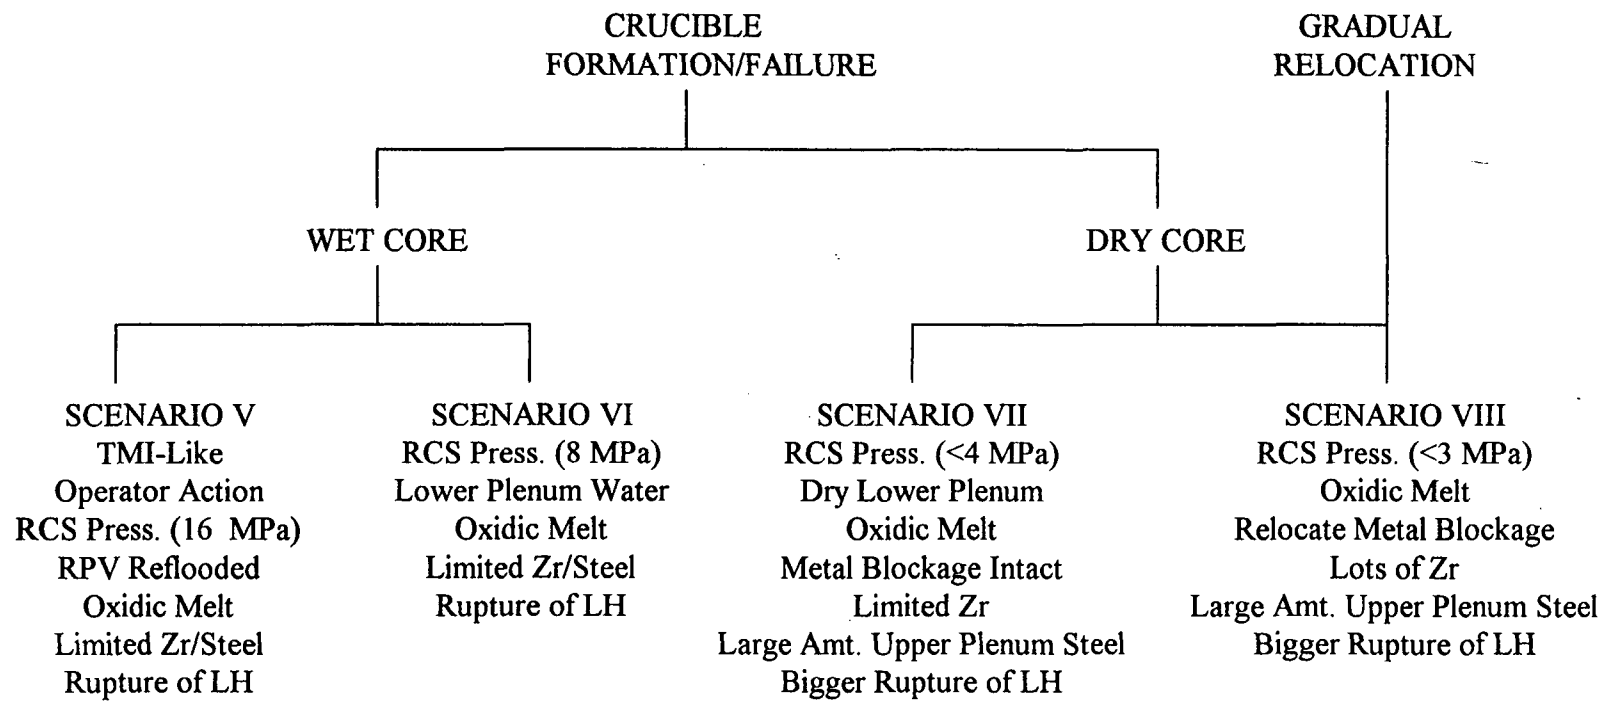 CRUCIBLE
FORMATION/FAILURE
GRADUAL
RELOCATION
WET CORE
DRY CORE
SCENARIO V
TMI-Like
Operator Action
RCS Press. (16 MPa)
RPV Reflooded
Oxidic Melt
Limited Zr/Steel
Rupture of LH
SCENARIO VI
RCS Press. (8 MPa)
Lower Plenum Water
Oxidic Melt
Limited Zr/Steel
Rupture of LH
SCENARIO VII
RCS Press. (<4 MPa)
Dry Lower Plenum
Oxidic Melt
Metal Blockage Intact
Limited Zr
Large Amt. Upper Plenum Steel
Bigger Rupture of LH
SCENARIO VIII
RCS Press. (<3 MPa)
Oxidic Melt
Relocate Metal Blockage
Lots of Zr
Large Amt. Upper Plenum Steel
Bigger Rupture of LH